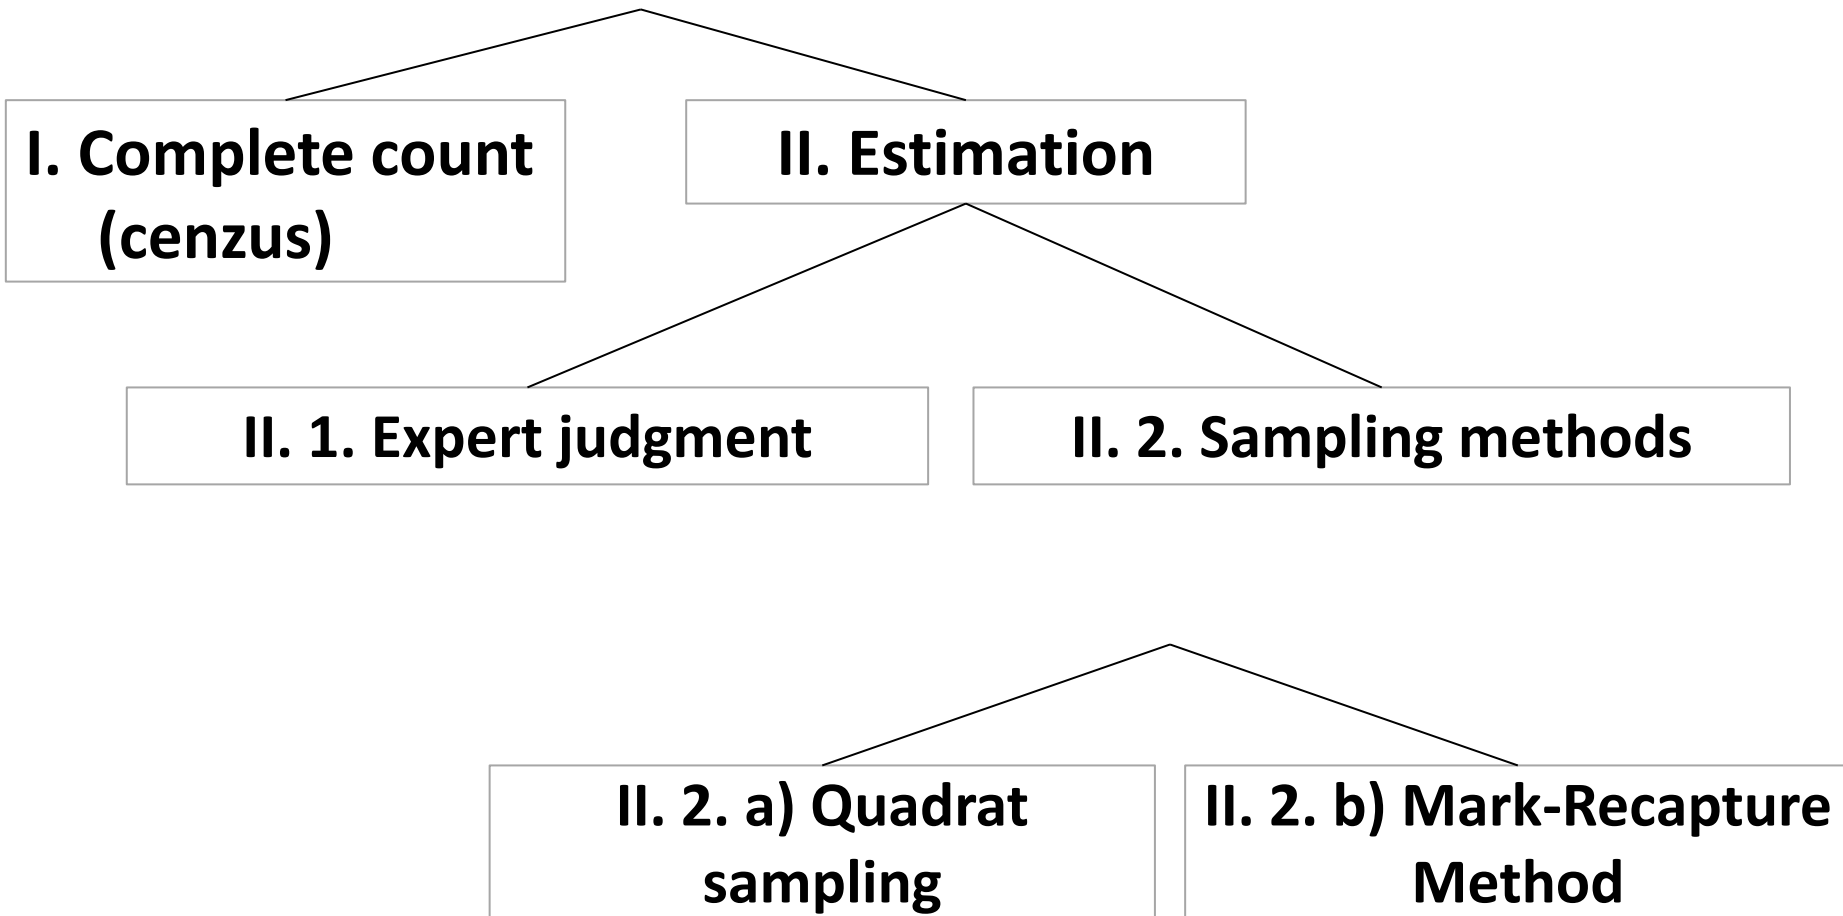 I. Complete count
(cenzus)
II. Estimation
II. 1. Expert judgment
II. 2. Sampling methods
II. 2. a) Quadrat
sampling
II. 2. b) Mark-Recapture
Method